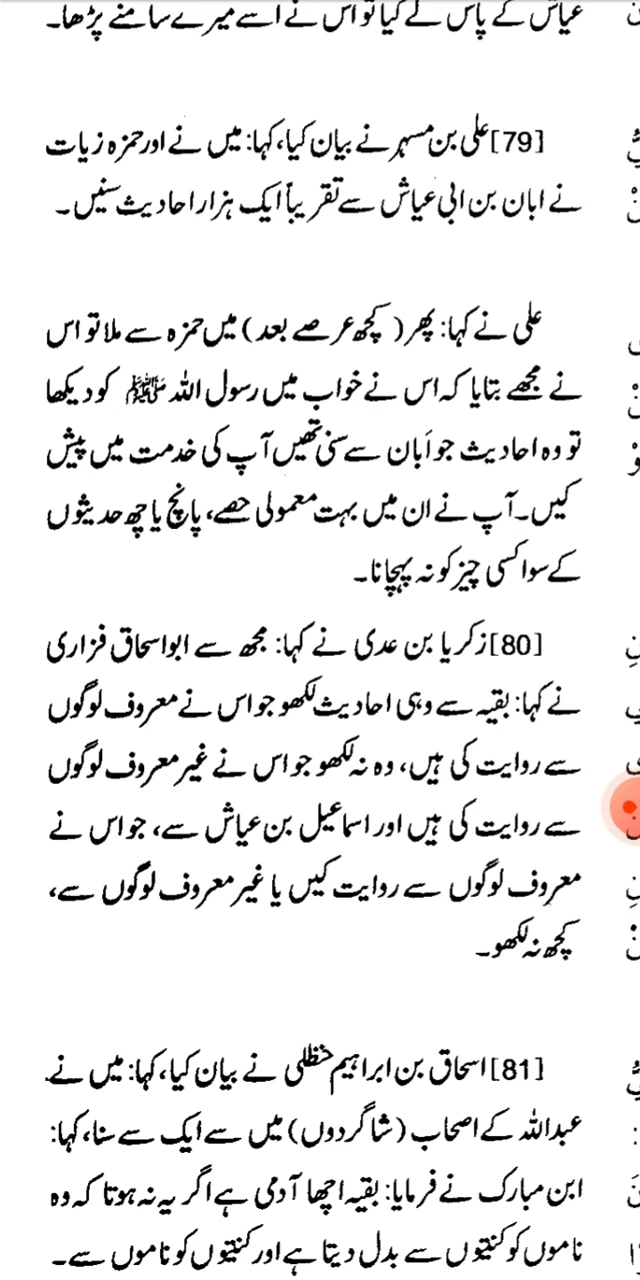 عیاش کے پاس لے گیا تو اس نے اسے میرے سامنے پڑھا۔
[79] علی بن مسہر نے بیان کیا، کہا: میں نے اور حمزہ زیات
نے ابان بن ابی عیاش سے تقریباً ایک ہزار احادیث سنیں۔
علی نے کہا: پھر ( کچھ عرصے بعد ) میں حمزہ سے ملا تو اس
نے مجھے بتایا کہ اس نے خواب میں رسول اللہ ﷺ کو دیکھا
تو وہ احادیث جو اَبان سے سنی تھیں آپ کی خدمت میں پیش
کیں۔ آپ نے ان میں بہت معمولی حصے، پانچ یا چھ حدیثوں
کے سوا کسی چیز کو نہ پہچانا۔
[80] زکریا بن عدی نے کہا: مجھ سے ابو اسحاق فزاری
نے کہا: بقیہ سے وہی احادیث لکھو جو اس نے معروف لوگوں
سے روایت کی ہیں، وہ نہ لکھو جو اس نے غیر معروف لوگوں
سے روایت کی ہیں اور اسماعیل بن عیاش سے، جو اس نے
معروف لوگوں سے روایت کیں یا غیر معروف لوگوں سے،
کچھ نہ لکھو۔
[81] اسحاق بن ابراہیم حنظلی نے بیان کیا، کہا: میں نے
عبداللہ کے اصحاب (شاگردوں) میں سے ایک سے سنا، کہا:
ابن مبارک نے فرمایا: بقیہ اچھا آدمی ہے اگر یہ نہ ہوتا کہ وہ
ناموں کو کنیتوں سے بدل دیتا ہے اور کنیتوں کو ناموں سے۔